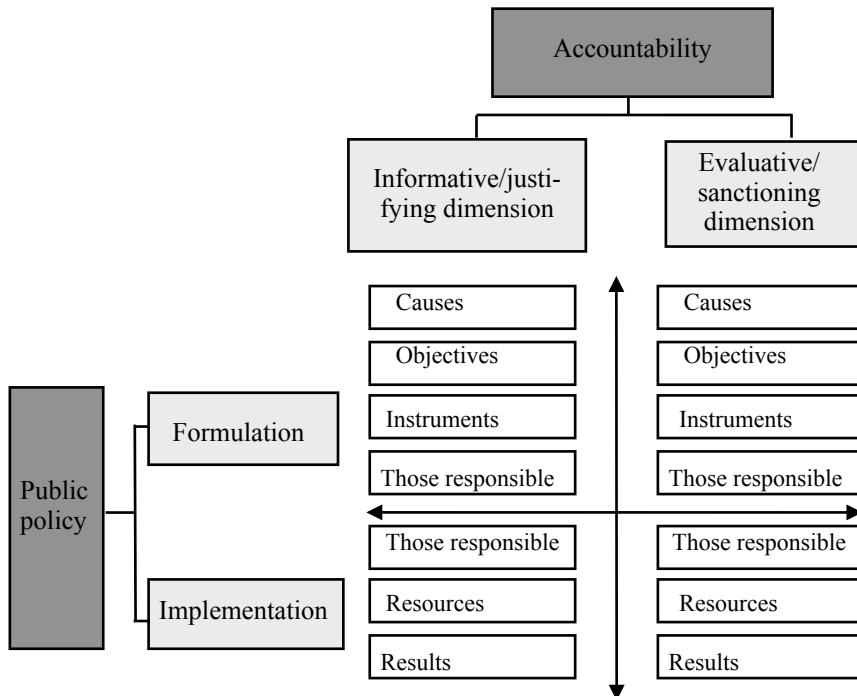 Accountability
Informative/justi-
fying dimension
Evaluative/
sanctioning
dimension
Causes
Causes
Objectives
Objectives
Formulation
Instruments
Instruments
Those responsible
Those responsible
Public
policy
Those responsible
Those responsible
Implementation
Resources
Resources
Results
Results